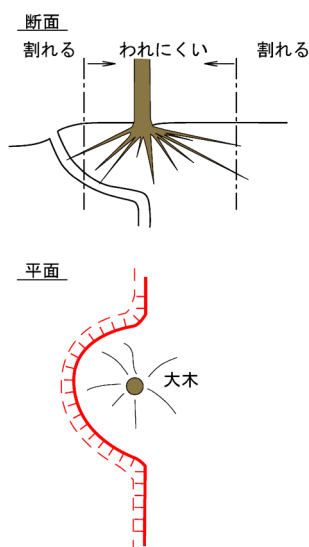 断面
割れる われにくい 割れる
平面
大木